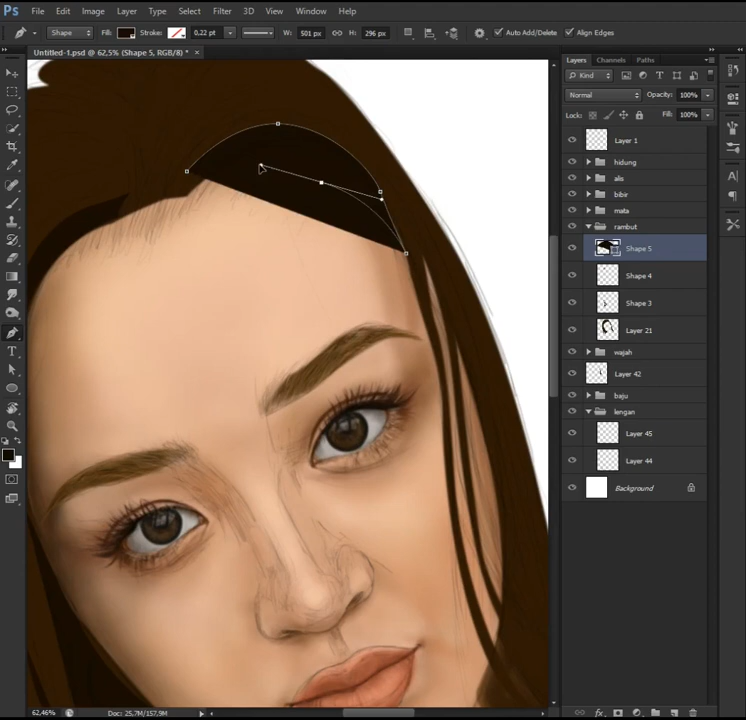 Ps File Edit Image Layer Type Select Filter 3D View Window Help
Shape Fill: Stroke: 0,22 pt W: 501 px H: 296 px Auto Add/Delete Align Edges
Untitled-1.psd @ 62,5% (Shape 5, RGB/8) * ×
Layers Channels Paths
Kind
Normal Opacity: 100%
Lock: Fill: 100%
Layer 1
hidung
alis
bibir
mata
rambut
Shape 5
Shape 4
Shape 3
Layer 21
wajah
Layer 42
baju
lengan
Layer 45
Layer 44
Background
62,46% Doc: 25,7M/157,9M